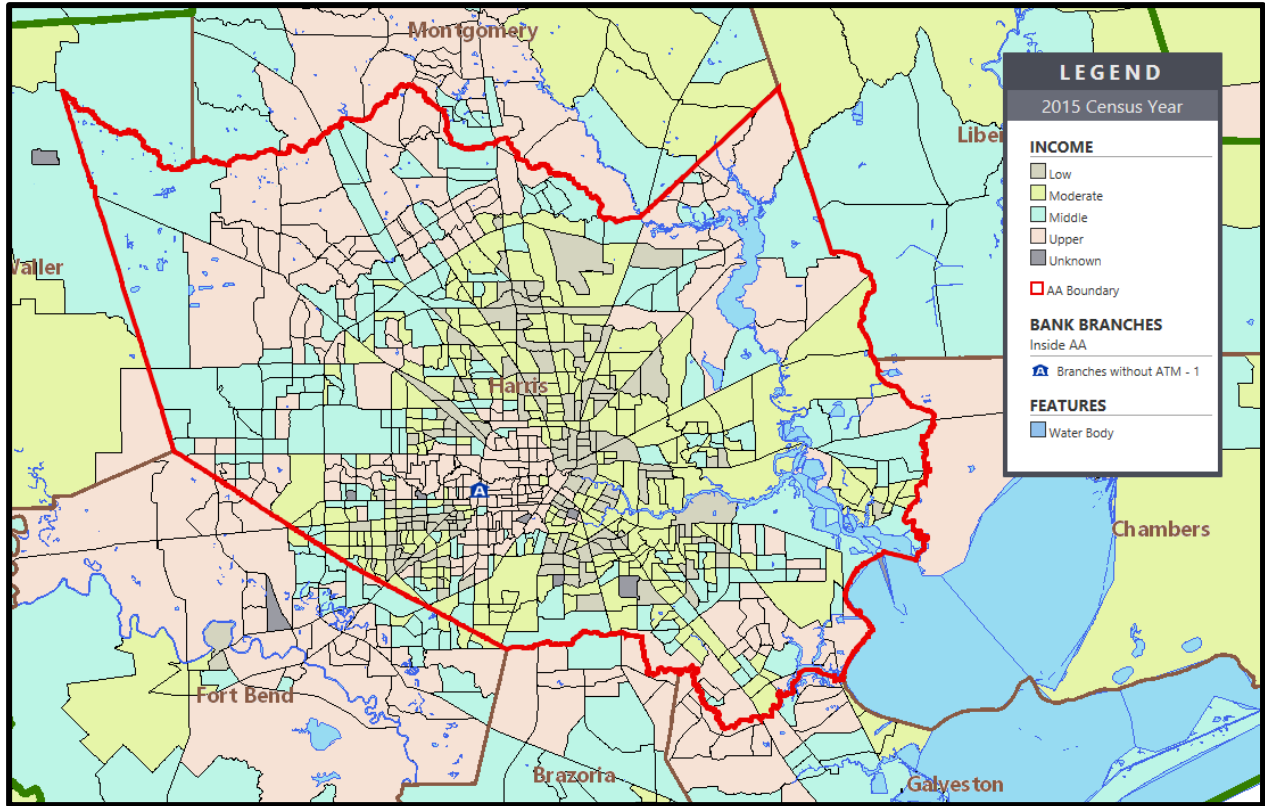 Montgomery
LEGEND
2015 Census Year
INCOME
Low
Moderate
Middle
Upper
Unknown
AA Boundary
BANK BRANCHES
Inside AA
A Branches without ATM - 1
FEATURES
Water Body
Liber
Waller
Harris
A
Chambers
Fort Bend
Brazoria
Galveston